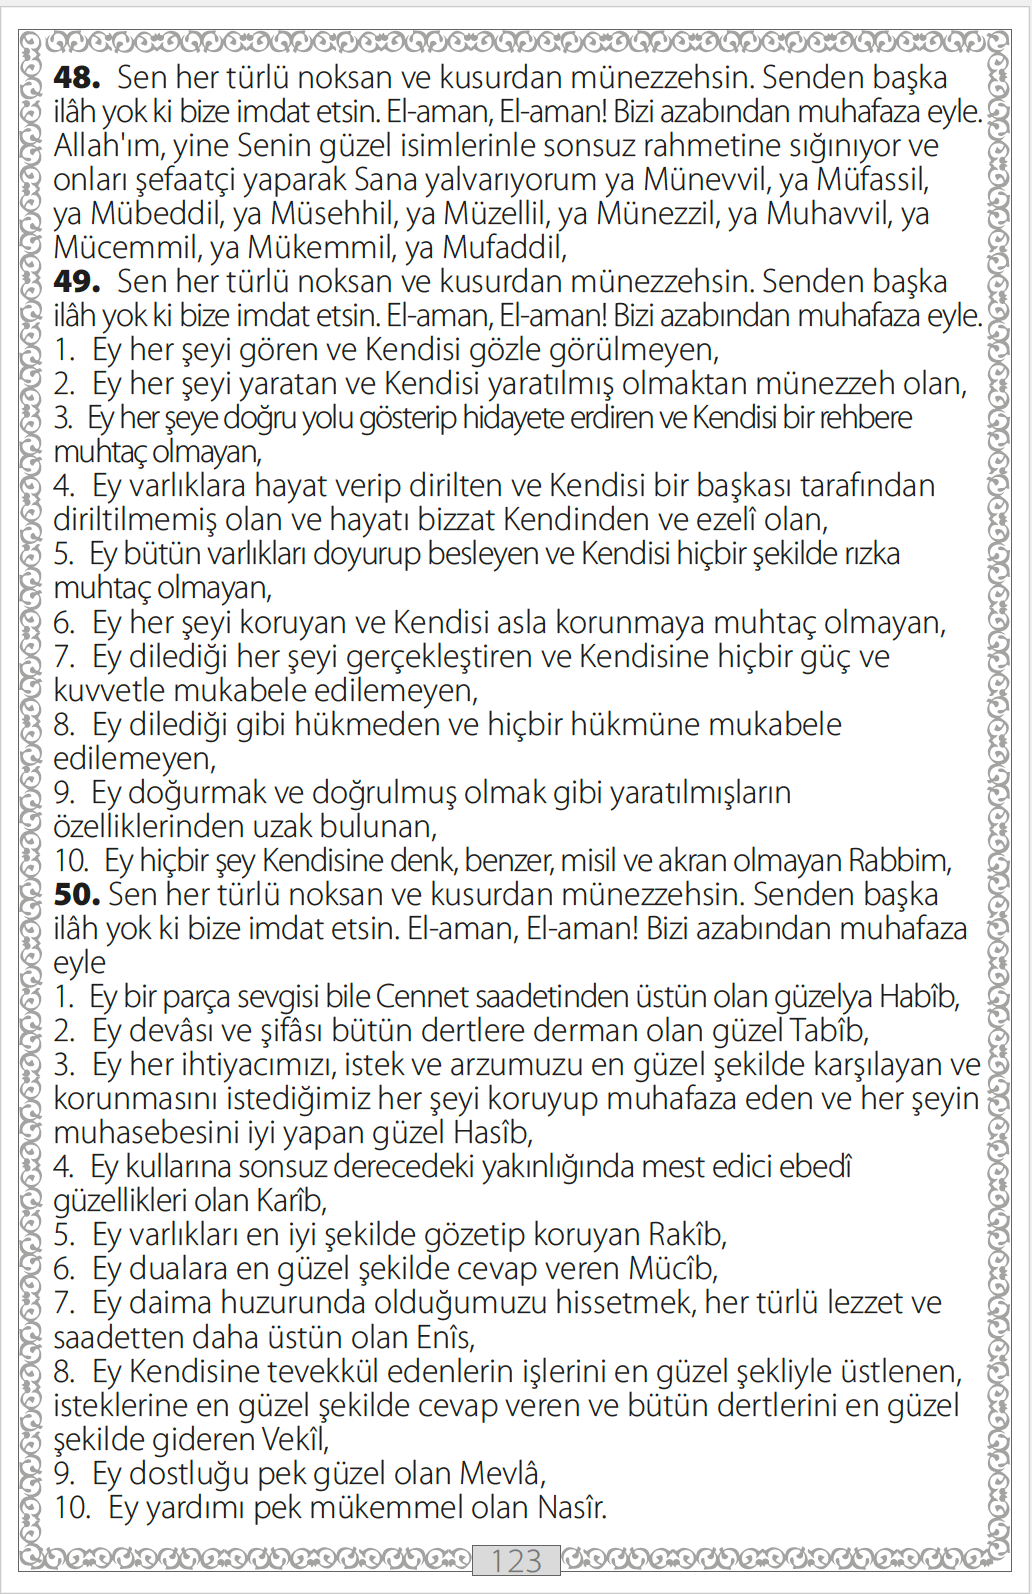 48. Sen her türlü noksan ve kusurdan münezzehsin. Senden başka
ilâh yok ki bize imdat etsin. El-aman, El-aman! Bizi azabından muhafaza eyle.
Allah'ım, yine Senin güzel isimlerinle sonsuz rahmetine sığınıyor ve
onları şefaatçi yaparak Sana yalvarıyorum ya Münevvil, ya Müfassil,
ya Mübeddil, ya Müsehhil, ya Müzellil, ya Münezzil, ya Muhavvil, ya
Mücemmil, ya Mükemmil, ya Mufaddil,
49. Sen her türlü noksan ve kusurdan münezzehsin. Senden başka
ilâh yok ki bize imdat etsin. El-aman, El-aman! Bizi azabından muhafaza eyle.
1. Ey her şeyi gören ve Kendisi gözle görülmeyen,
2. Ey her şeyi yaratan ve Kendisi yaratılmış olmaktan münezzeh olan,
3. Ey her şeye doğru yolu gösterip hidayete erdiren ve Kendisi bir rehbere
muhtaç olmayan,
4. Ey varlıklara hayat verip dirilten ve Kendisi bir başkası tarafından
diriltilmemiş olan ve hayatı bizzat Kendinden ve ezelî olan,
5. Ey bütün varlıkları doyurup besleyen ve Kendisi hiçbir şekilde rızka
muhtaç olmayan,
6. Ey her şeyi koruyan ve Kendisi asla korunmaya muhtaç olmayan,
7. Ey dilediği her şeyi gerçekleştiren ve Kendisine hiçbir güç ve
kuvvetle mukabele edilemeyen,
8. Ey dilediği gibi hükmeden ve hiçbir hükmüne mukabele
edilemeyen,
9. Ey doğurmak ve doğrulmuş olmak gibi yaratılmışların
özelliklerinden uzak bulunan,
10. Ey hiçbir şey Kendisine denk, benzer, misil ve akran olmayan Rabbim,
50. Sen her türlü noksan ve kusurdan münezzehsin. Senden başka
ilâh yok ki bize imdat etsin. El-aman, El-aman! Bizi azabından muhafaza
eyle
1. Ey bir parça sevgisi bile Cennet saadetinden üstün olan güzelya Habîb,
2. Ey devâsı ve şifâsı bütün dertlere derman olan güzel Tabîb,
3. Ey her ihtiyacımızı, istek ve arzumuzu en güzel şekilde karşılayan ve
korunmasını istediğimiz her şeyi koruyup muhafaza eden ve her şeyin
muhasebesini iyi yapan güzel Hasîb,
4. Ey kullarına sonsuz derecedeki yakınlığında mest edici ebedî
güzellikleri olan Karîb,
5. Ey varlıkları en iyi şekilde gözetip koruyan Rakîb,
6. Ey dualara en güzel şekilde cevap veren Mücîb,
7. Ey daima huzurunda olduğumuzu hissetmek, her türlü lezzet ve
saadetten daha üstün olan Enîs,
8. Ey Kendisine tevekkül edenlerin işlerini en güzel şekliyle üstlenen,
isteklerine en güzel şekilde cevap veren ve bütün dertlerini en güzel
şekilde gideren Vekîl,
9. Ey dostluğu pek güzel olan Mevlâ,
10. Ey yardımı pek mükemmel olan Nasîr.
123